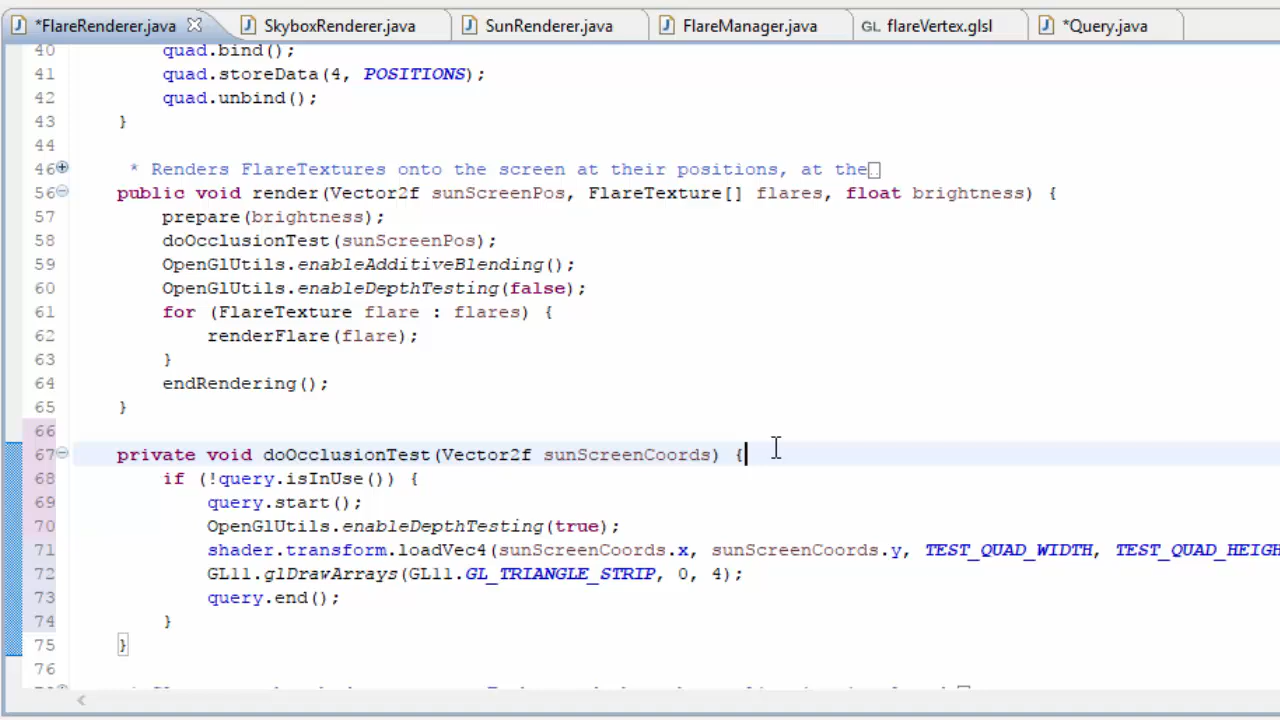 *FlareRenderer.java SkyboxRenderer.java SunRenderer.java FlareManager.java GL flareVertex.glsl *Query.java
40 quad.bind();
41 quad.storeData(4, POSITIONS);
42 quad.unbind();
43 }
44
46 * Renders FlareTextures onto the screen at their positions, at the
56 public void render(Vector2f sunScreenPos, FlareTexture[] flares, float brightness) {
57 prepare(brightness);
58 doOcclusionTest(sunScreenPos);
59 OpenGlUtils.enableAdditiveBlending();
60 OpenGlUtils.enableDepthTesting(false);
61 for (FlareTexture flare : flares) {
62 renderFlare(flare);
63 }
64 endRendering();
65 }
66
67 private void doOcclusionTest(Vector2f sunScreenCoords) {
68 if (!query.isInUse()) {
69 query.start();
70 OpenGlUtils.enableDepthTesting(true);
71 shader.transform.loadVec4(sunScreenCoords.x, sunScreenCoords.y, TEST_QUAD_WIDTH, TEST_QUAD_HEIGH
72 GL11.glDrawArrays(GL11.GL_TRIANGLE_STRIP, 0, 4);
73 query.end();
74 }
75 }
76